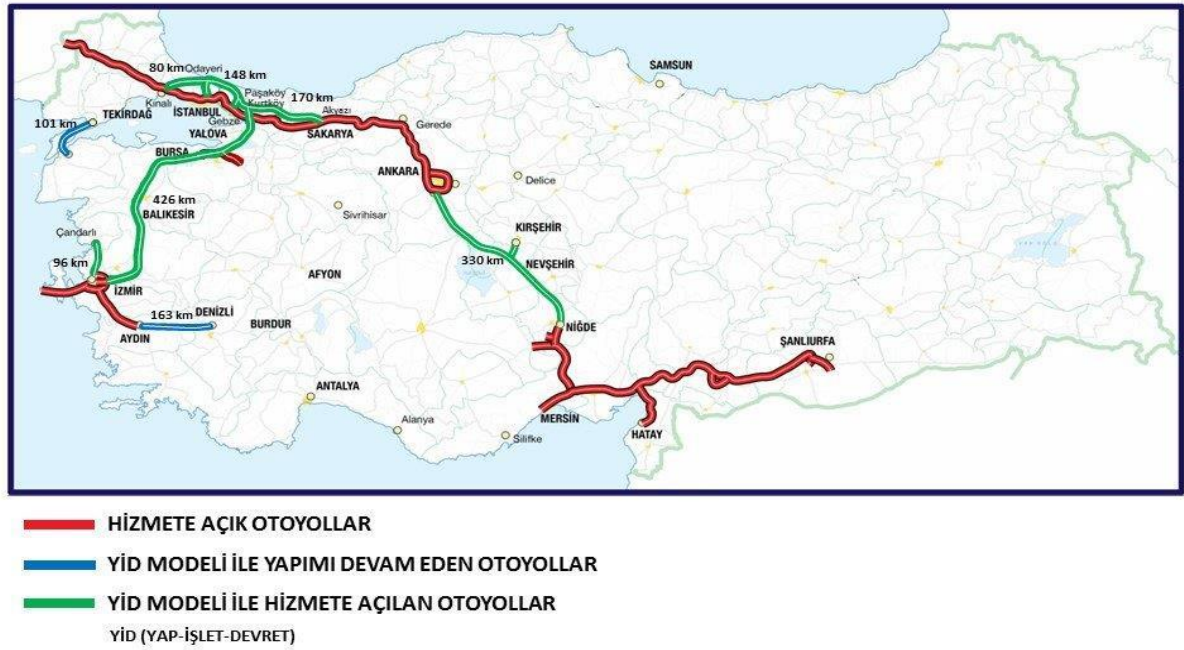 SAMSUN
Odayeri
80 km
148 km
Paşaköy
Kurtköy
170 km
Akyazı
Kınalı
TEKİRDAĞ
İSTANBUL
Gebze
101 km
YALOVA
SAKARYA
Gerede
BURSA
ANKARA
Delice
426 km
BALIKESİR
Sivrihisar
Çandarlı
KIRŞEHİR
96 km
330 km
NEVŞEHİR
AFYON
İZMİR
163 km
DENİZLİ
BURDUR
AYDIN
NİĞDE
ŞANLIURFA
ANTALYA
Alanya
MERSİN
Silifke
HATAY
HİZMETE AÇIK OTOYOLLAR
YİD MODELİ İLE YAPIMI DEVAM EDEN OTOYOLLAR
YİD MODELİ İLE HİZMETE AÇILAN OTOYOLLAR
YİD (YAP-İŞLET-DEVRET)